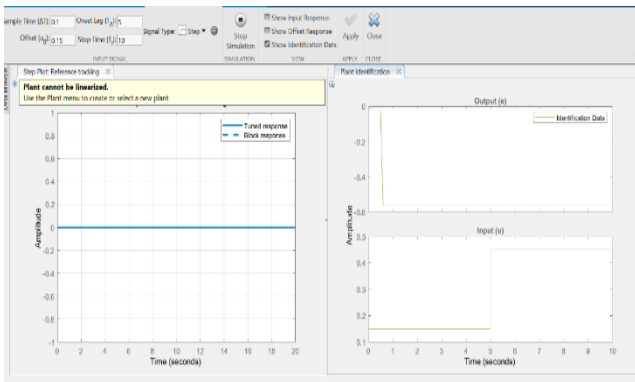 Sample Time (Δt): 0.1
Onset Lag (TΔ): 5
Offset (u0): 0.15
Stop Time (Tf): 10
Signal Type: Step
INPUT SIGNAL
Stop
Simulation
SIMULATION
Show Input Response
Show Offset Response
Show Identification Data
VIEW
Apply
APPLY
Close
CLOSE
Data Browser
Step Plot: Reference tracking
Plant cannot be linearized.
Use the Plant menu to create or select a new plant
Tuned response
Block response
Amplitude
1
0.8
0.6
0.4
0.2
0
-0.2
-0.4
-0.6
-0.8
-1
0 2 4 6 8 10 12 14 16 18 20
Time (seconds)
Plant Identification
Output (e)
Identification Data
0
-0.2
-0.4
-0.6
Amplitude
Input (u)
0.5
0.4
0.3
0.2
0.1
0 1 2 3 4 5 6 7 8 9 10
Time (seconds)